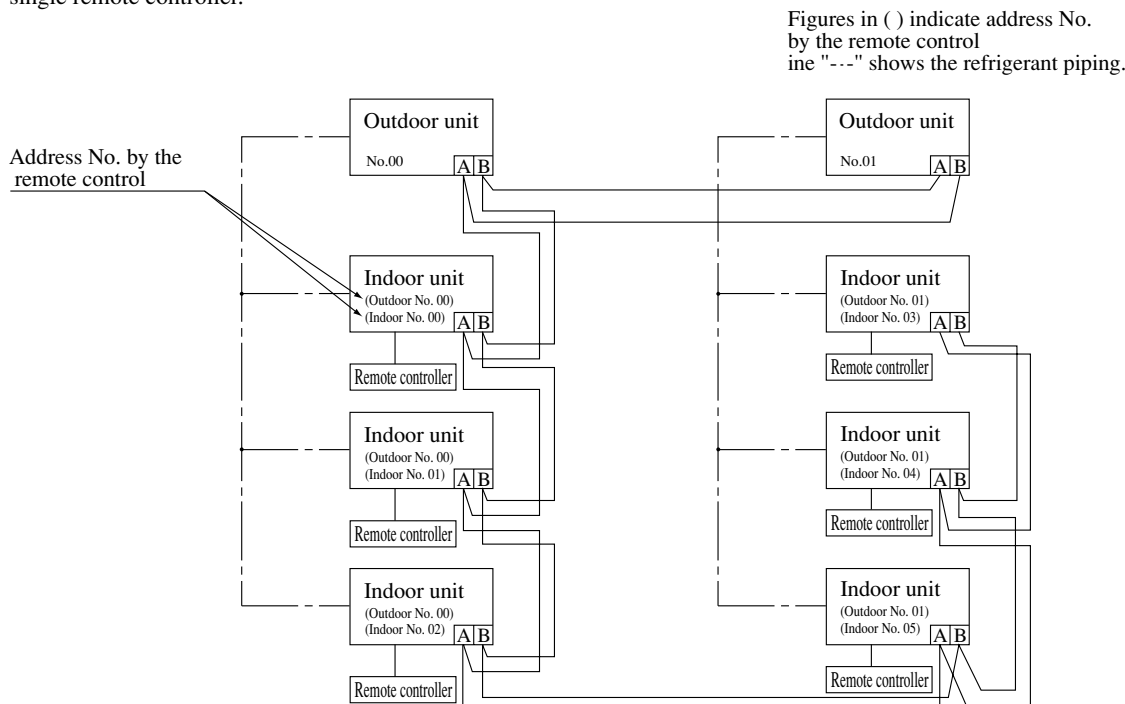 single remote controller.
Figures in ( ) indicate address No.
by the remote control
ine "-·-" shows the refrigerant piping.
Address No. by the
remote control
Outdoor unit
No.00
A B
Outdoor unit
No.01
A B
Indoor unit
(Outdoor No. 00)
(Indoor No. 00)
A B
Remote controller
Indoor unit
(Outdoor No. 01)
(Indoor No. 03)
A B
Remote controller
Indoor unit
(Outdoor No. 00)
(Indoor No. 01)
A B
Remote controller
Indoor unit
(Outdoor No. 01)
(Indoor No. 04)
A B
Remote controller
Indoor unit
(Outdoor No. 00)
(Indoor No. 02)
A B
Remote controller
Indoor unit
(Outdoor No. 01)
(Indoor No. 05)
A B
Remote controller